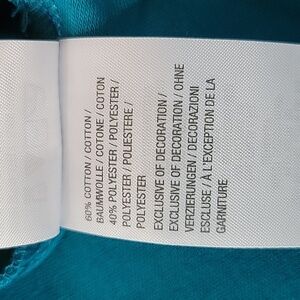 60% COTTON / COTTON /
BAUMWOLLE / COTONE / COTON
40% POLYESTER / POLYESTER /
POLYESTER / POLIESTERE /
POLYESTER
EXCLUSIVE OF DECORATION /
EXCLUSIVE OF DECORATION / OHNE
VERZIERUNGEN / DECORAZIONI
ESCLUSE / À L'EXCEPTION DE LA
GARNITURE